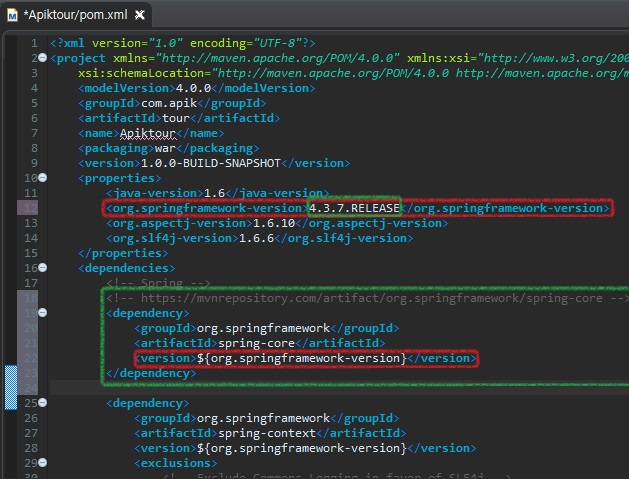 *Apiktour/pom.xml
1 <?xml version="1.0" encoding="UTF-8"?>
2 <project xmlns="http://maven.apache.org/POM/4.0.0" xmlns:xsi="http://www.w3.org/200
3 xsi:schemaLocation="http://maven.apache.org/POM/4.0.0 http://maven.apache.org/m
4 <modelVersion>4.0.0</modelVersion>
5 <groupId>com.apik</groupId>
6 <artifactId>tour</artifactId>
7 <name>Apiktour</name>
8 <packaging>war</packaging>
9 <version>1.0.0-BUILD-SNAPSHOT</version>
10 <properties>
11 <java-version>1.6</java-version>
12 <org.springframework-version>4.3.7.RELEASE</org.springframework-version>
13 <org.aspectj-version>1.6.10</org.aspectj-version>
14 <org.slf4j-version>1.6.6</org.slf4j-version>
15 </properties>
16 <dependencies>
17 <!-- Spring -->
18 <!-- https://mvnrepository.com/artifact/org.springframework/spring-core -->
19 <dependency>
20 <groupId>org.springframework</groupId>
21 <artifactId>spring-core</artifactId>
22 <version>${org.springframework-version}</version>
23 </dependency>
24
25 <dependency>
26 <groupId>org.springframework</groupId>
27 <artifactId>spring-context</artifactId>
28 <version>${org.springframework-version}</version>
29 <exclusions>
30 <!-- Exclude Commons Logging in favor of SLF4j -->